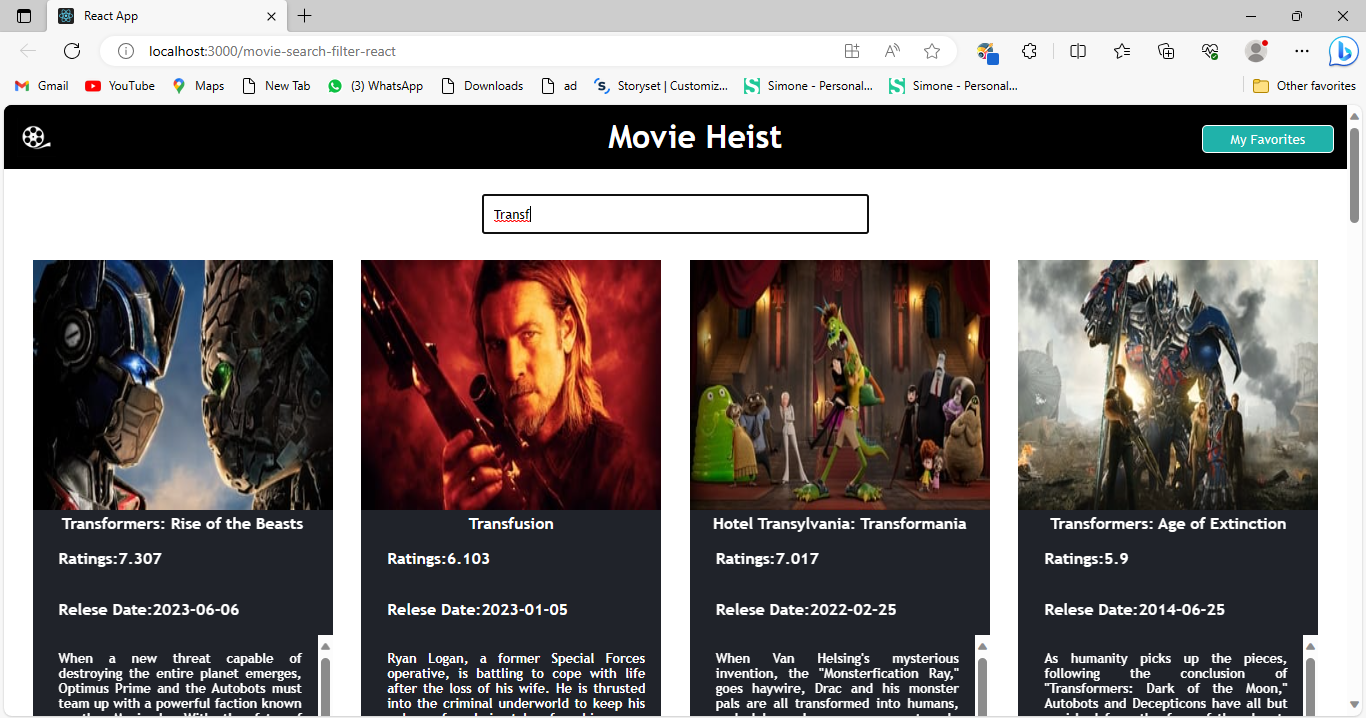 React App
localhost:3000/movie-search-filter-react
Gmail
YouTube
Maps
New Tab
(3) WhatsApp
Downloads
ad
Storyset | Customiz...
Simone - Personal...
Simone - Personal...
Other favorites
Movie Heist
My Favorites
Transf
Transformers: Rise of the Beasts
Ratings:7.307
Relese Date:2023-06-06
When a new threat capable of
destroying the entire planet emerges,
Optimus Prime and the Autobots must
team up with a powerful faction known
Transfusion
Ratings:6.103
Relese Date:2023-01-05
Ryan Logan, a former Special Forces
operative, is battling to cope with life
after the loss of his wife. He is thrusted
into the criminal underworld to keep his
Hotel Transylvania: Transformania
Ratings:7.017
Relese Date:2022-02-25
When Van Helsing's mysterious
invention, the "Monsterfication Ray,"
goes haywire, Drac and his monster
pals are all transformed into humans,
Transformers: Age of Extinction
Ratings:5.9
Relese Date:2014-06-25
As humanity picks up the pieces,
following the conclusion of
"Transformers: Dark of the Moon,"
Autobots and Decepticons have all but